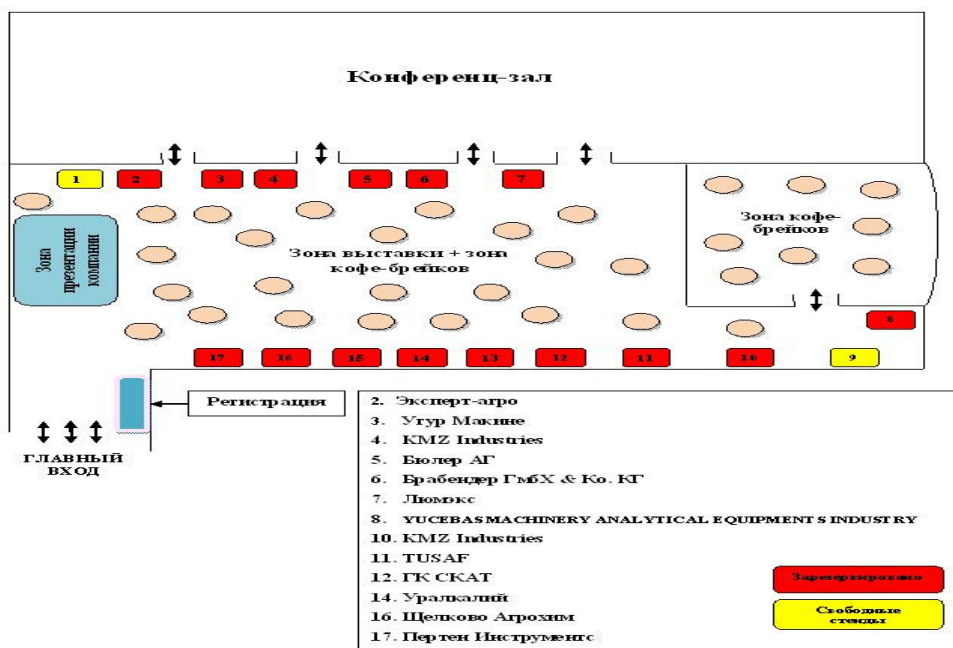 Конференц-зал
1
2
3
4
5
6
7
Зона презентации компании
Зона выставки + зона
кофе-брейков
Зона кофе-
брейков
8
17
16
15
14
13
12
11
10
9
Регистрация
ГЛАВНЫЙ
ВХОД
2. Эксперт-агро
3. Угур Макине
4. KMZ Industries
5. Бюлер АГ
6. Брабендер ГмбХ & Ко. КГ
7. Люмэкс
8. YUCEBAS MACHINERY ANALYTICAL EQUIPMENTS INDUSTRY
10. KMZ Industries
11. TUSAF
12. ГК СКАТ
14. Уралкалий
16. Щелково Агрохим
17. Пертен Инструментс
Зарезервировано
Свободные
стенды